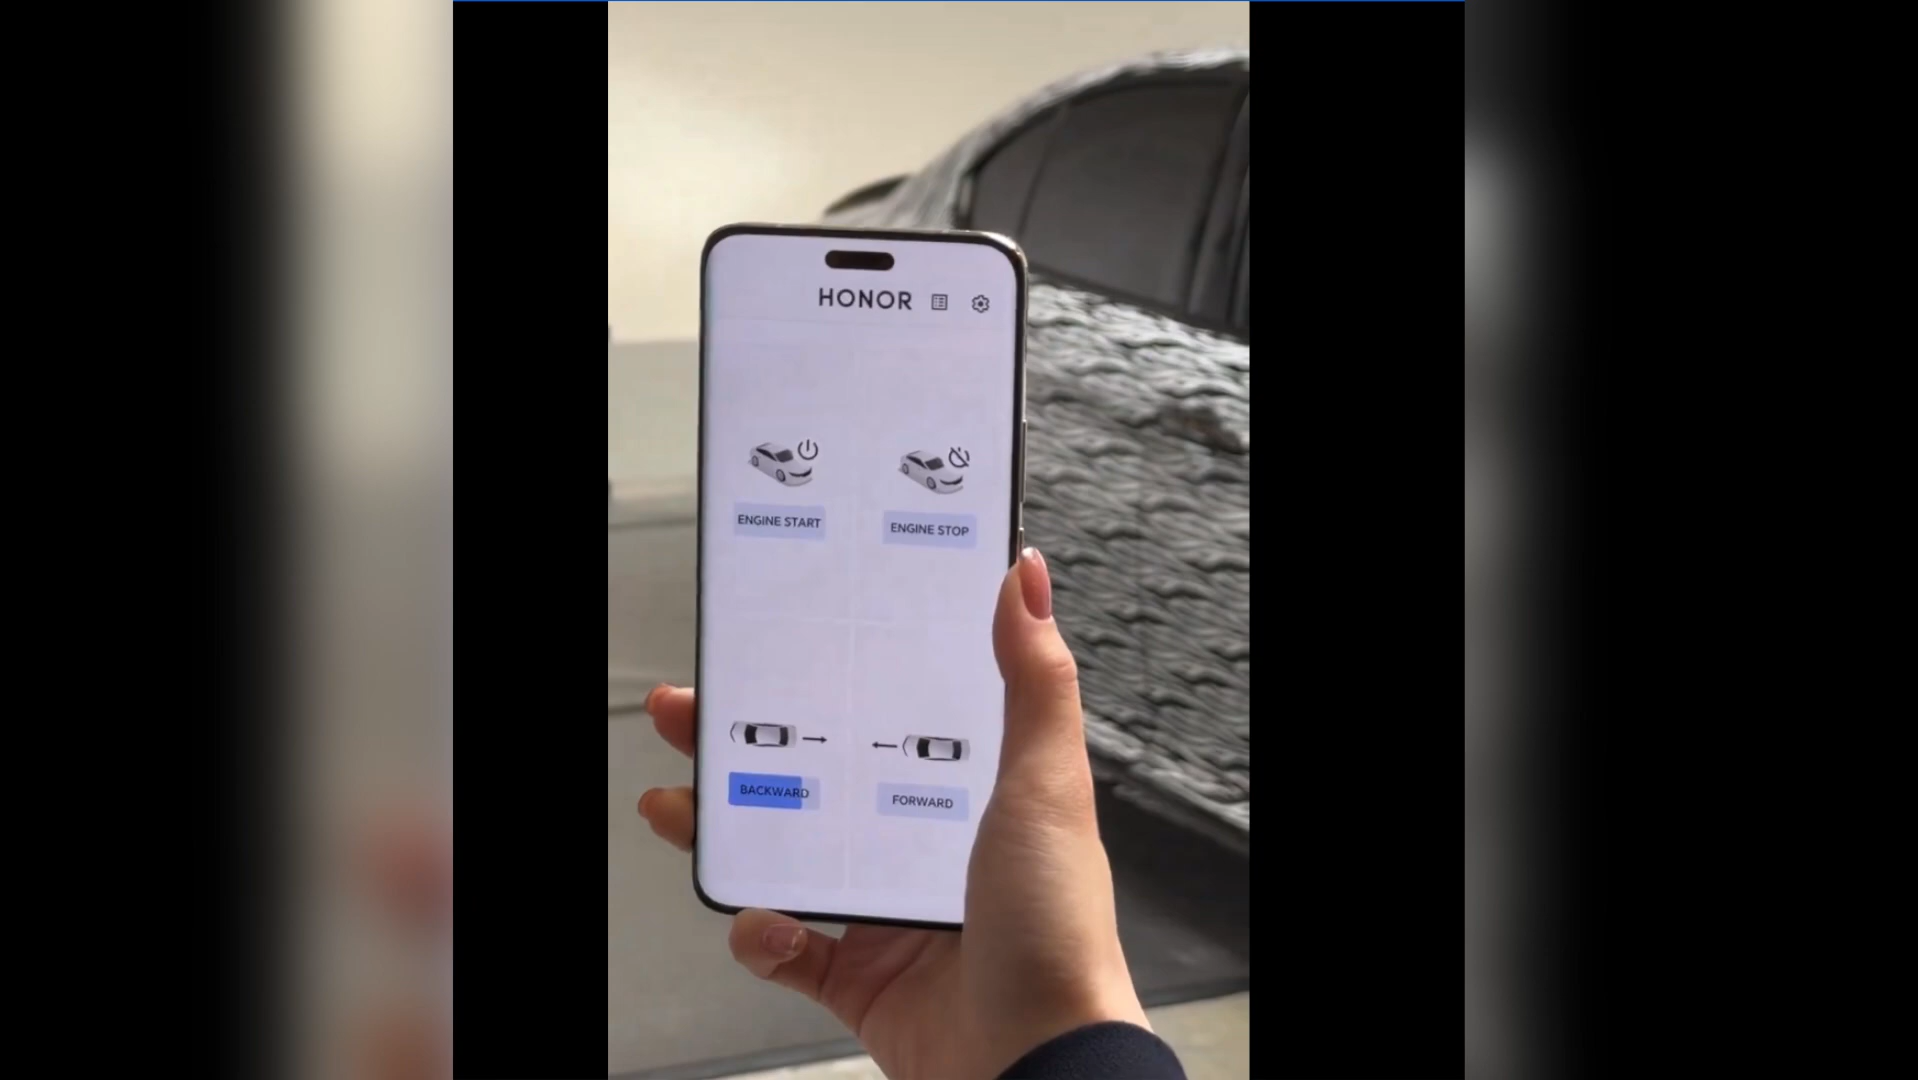 HONOR
ENGINE START
ENGINE STOP
BACKWARD
FORWARD